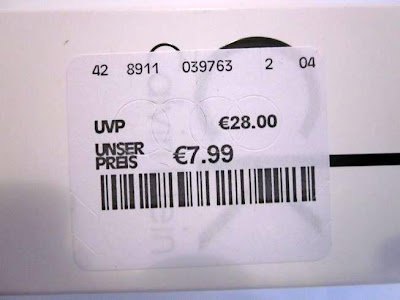 42 8911 039763 2 04
UVP €28.00
UNSER
PREIS €7.99